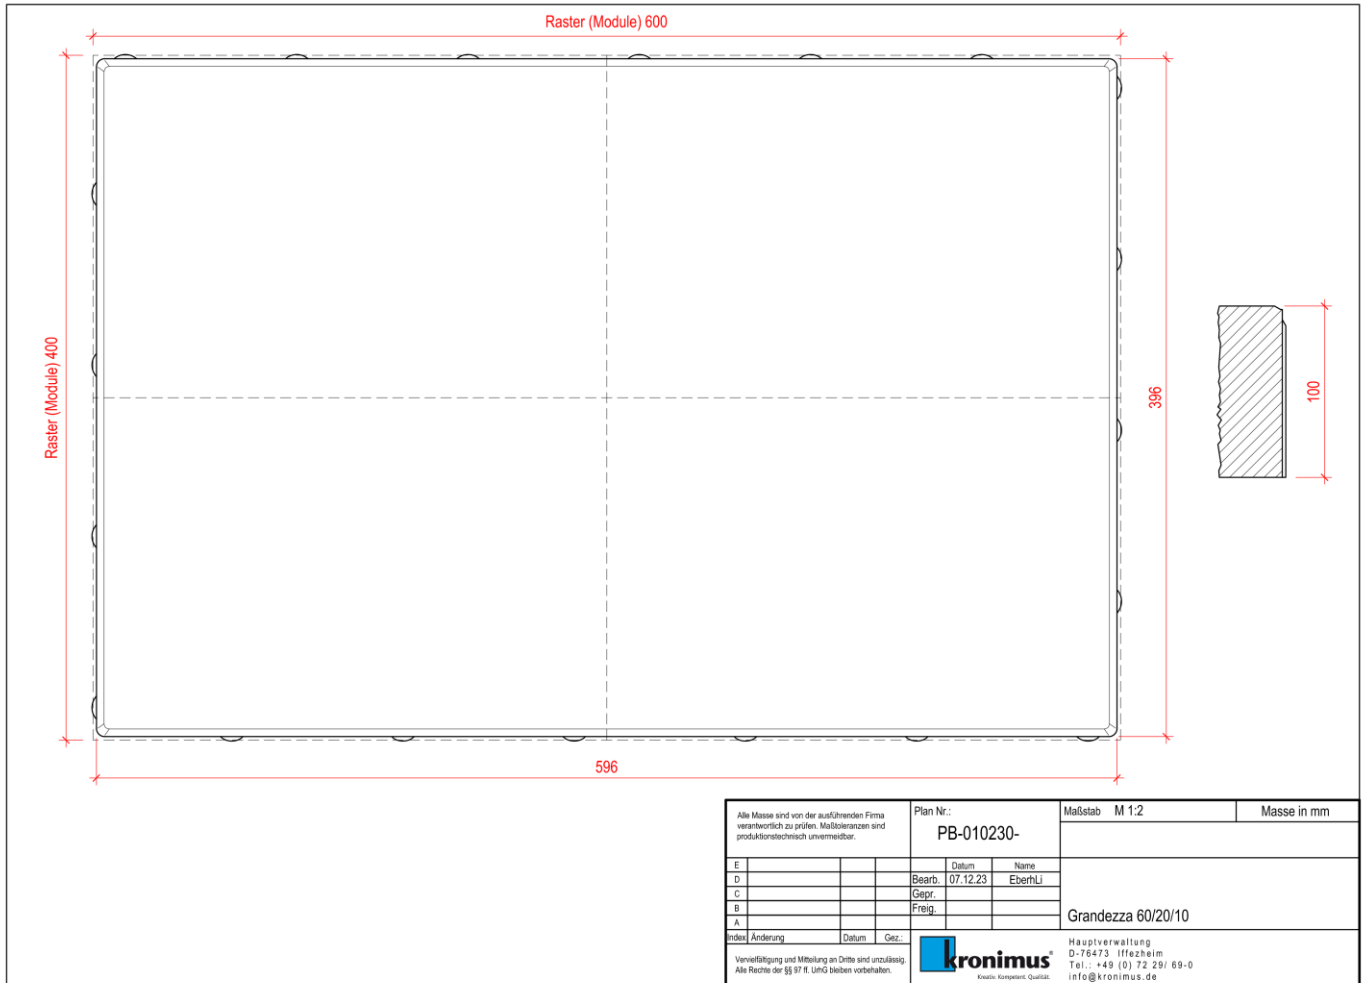 Raster (Module) 600
Raster (Module) 400
396
100
596
Alle Masse sind von der ausführenden Firma
verantwortlich zu prüfen. Maßtoleranzen sind
produktionstechnisch unvermeidbar.
Plan Nr.:
PB-010230-
Maßstab M 1:2
Masse in mm
E
D
C
B
A
Index Änderung Datum Gez.:
Datum Name
Bearb. 07.12.23 EberhLi
Gepr.
Freig.
Grandezza 60/20/10
Vervielfältigung und Mitteilung an Dritte sind unzulässig.
Alle Rechte der §§ 97 ff. UrhG bleiben vorbehalten.
kronimus®
Kreativ. Kompetent. Qualität.
Hauptverwaltung
D-76473 Iffezheim
Tel.: +49 (0) 72 29/ 69-0
info@kronimus.de